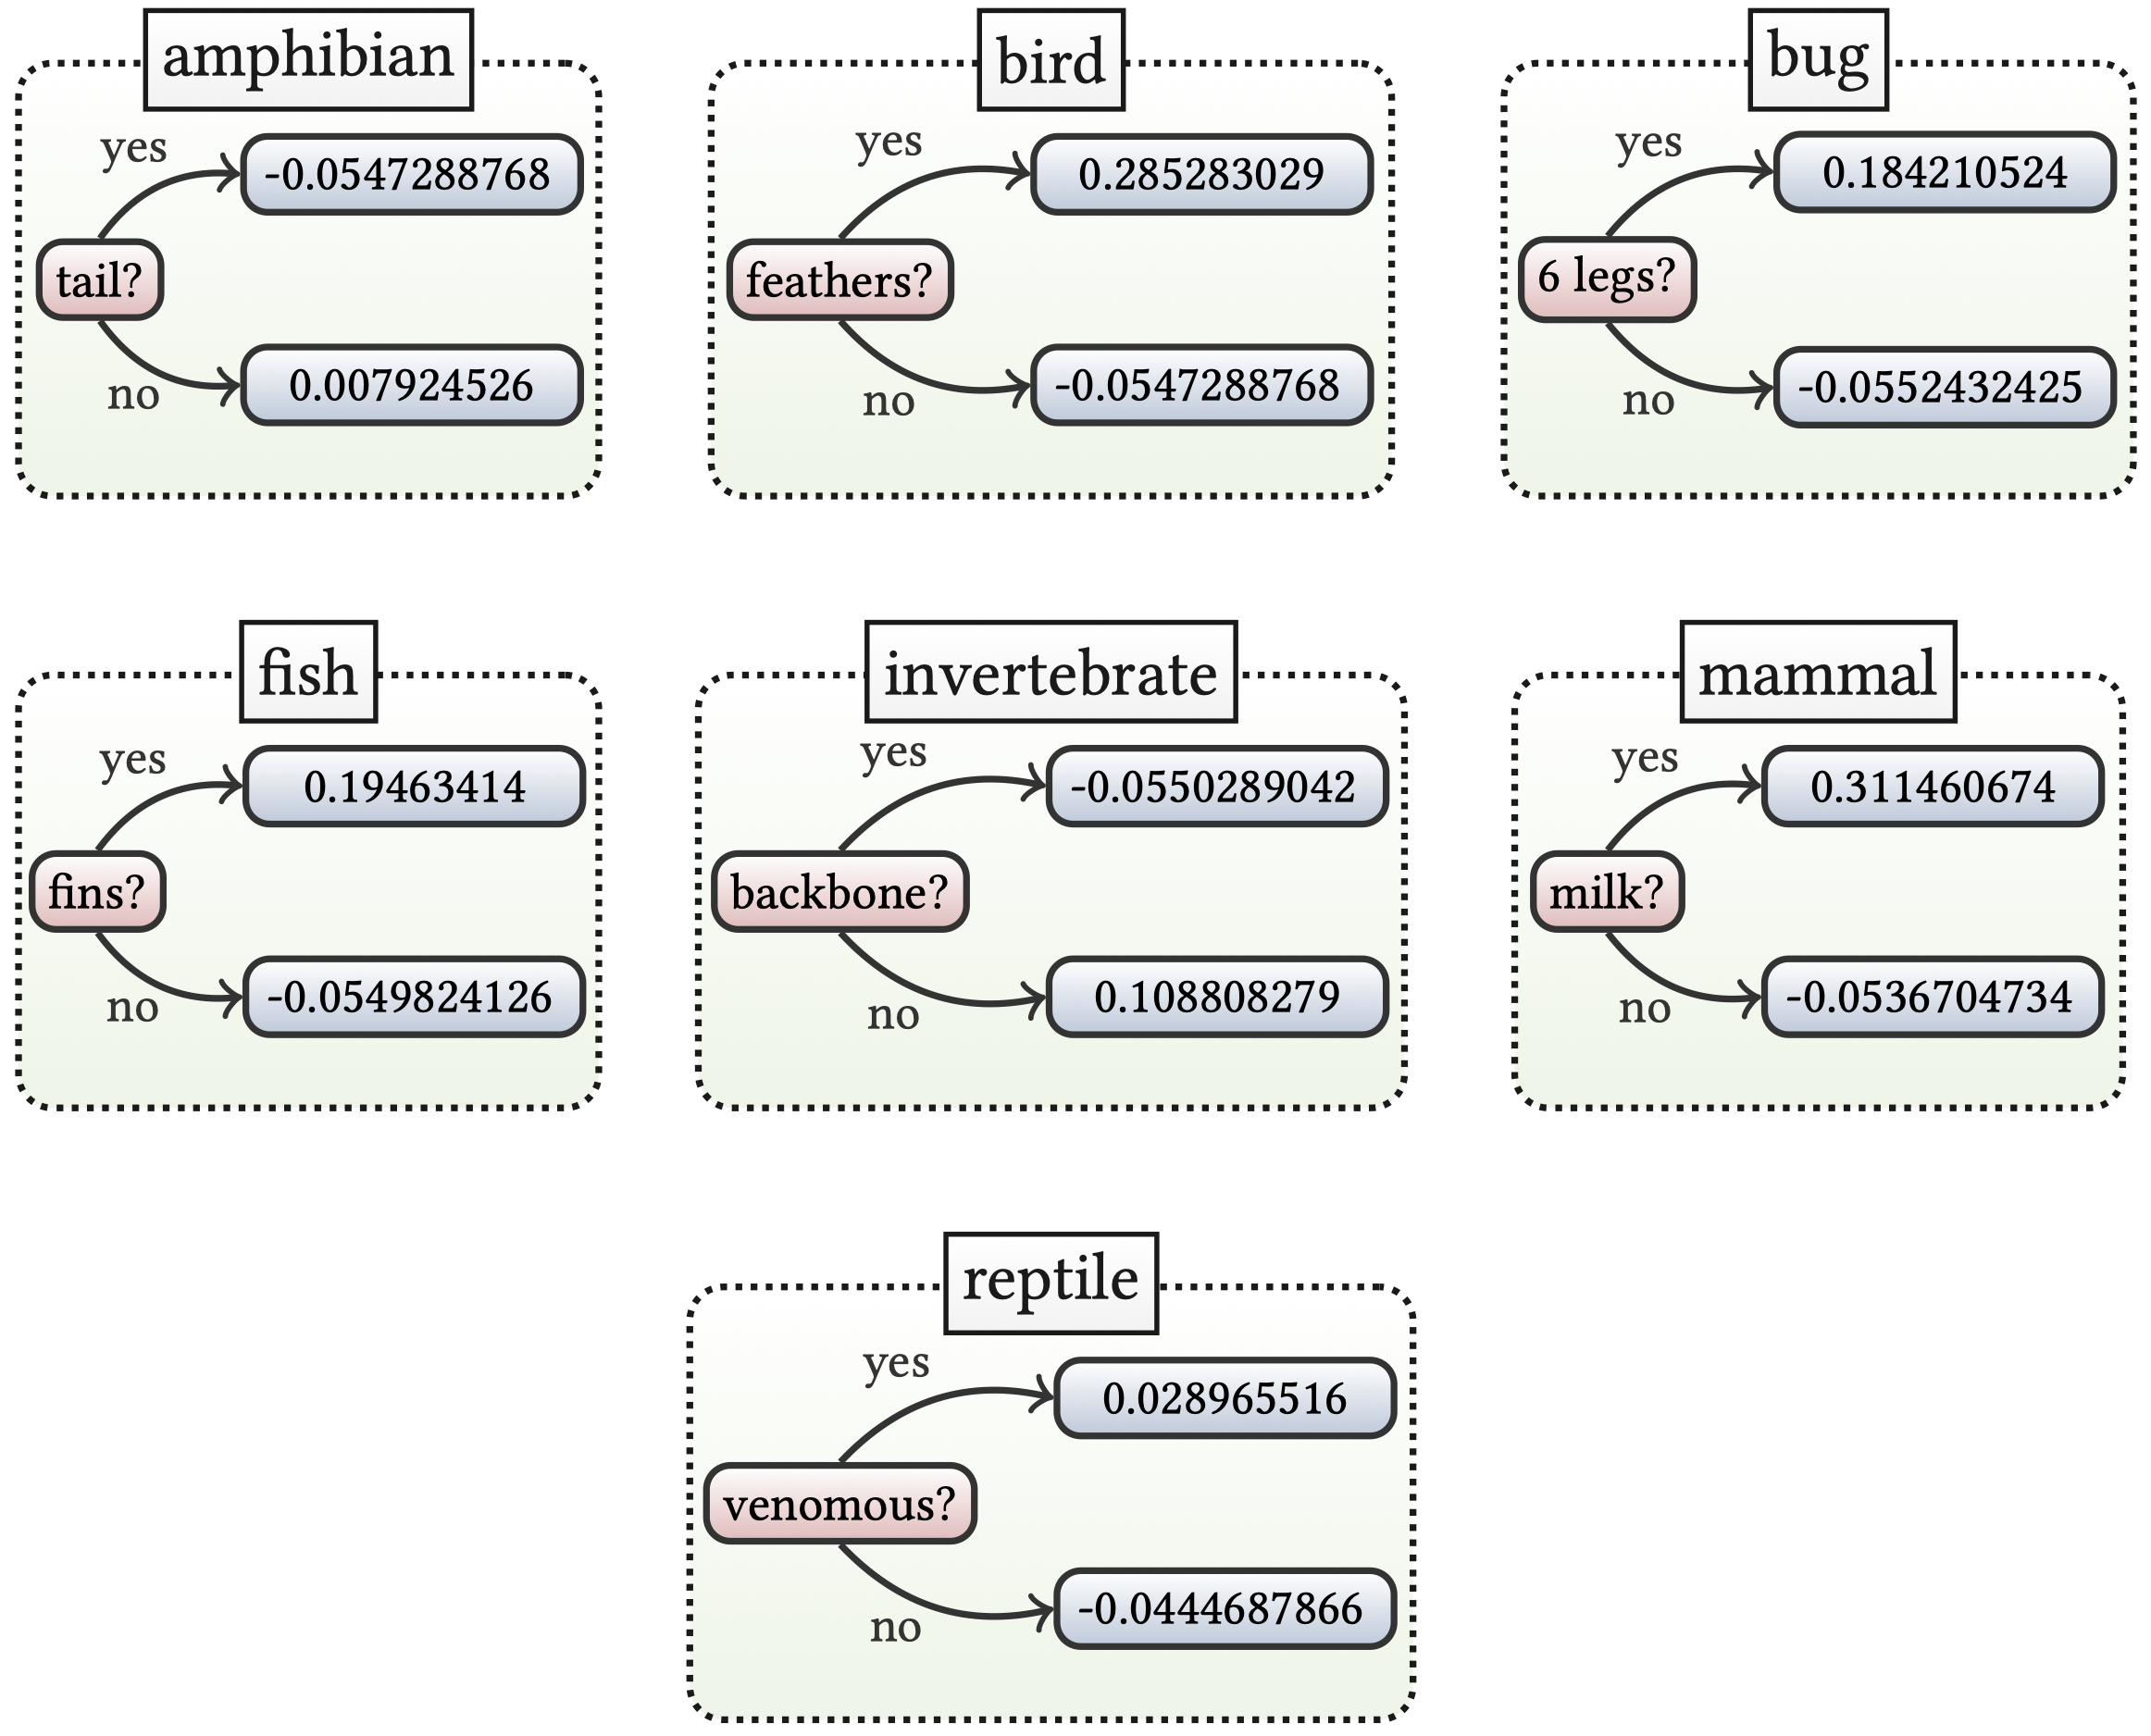 amphibian
yes
-0.0547288768
tail?
0.007924526
no
bird
yes
0.285283029
feathers?
-0.0547288768
no
bug
yes
0.184210524
6 legs?
-0.0552432425
no
fish
yes
0.19463414
fins?
-0.0549824126
no
invertebrate
yes
-0.0550289042
backbone?
0.108808279
no
mammal
yes
0.311460674
milk?
-0.0536704734
no
reptile
yes
0.028965516
venomous?
-0.0444687866
no